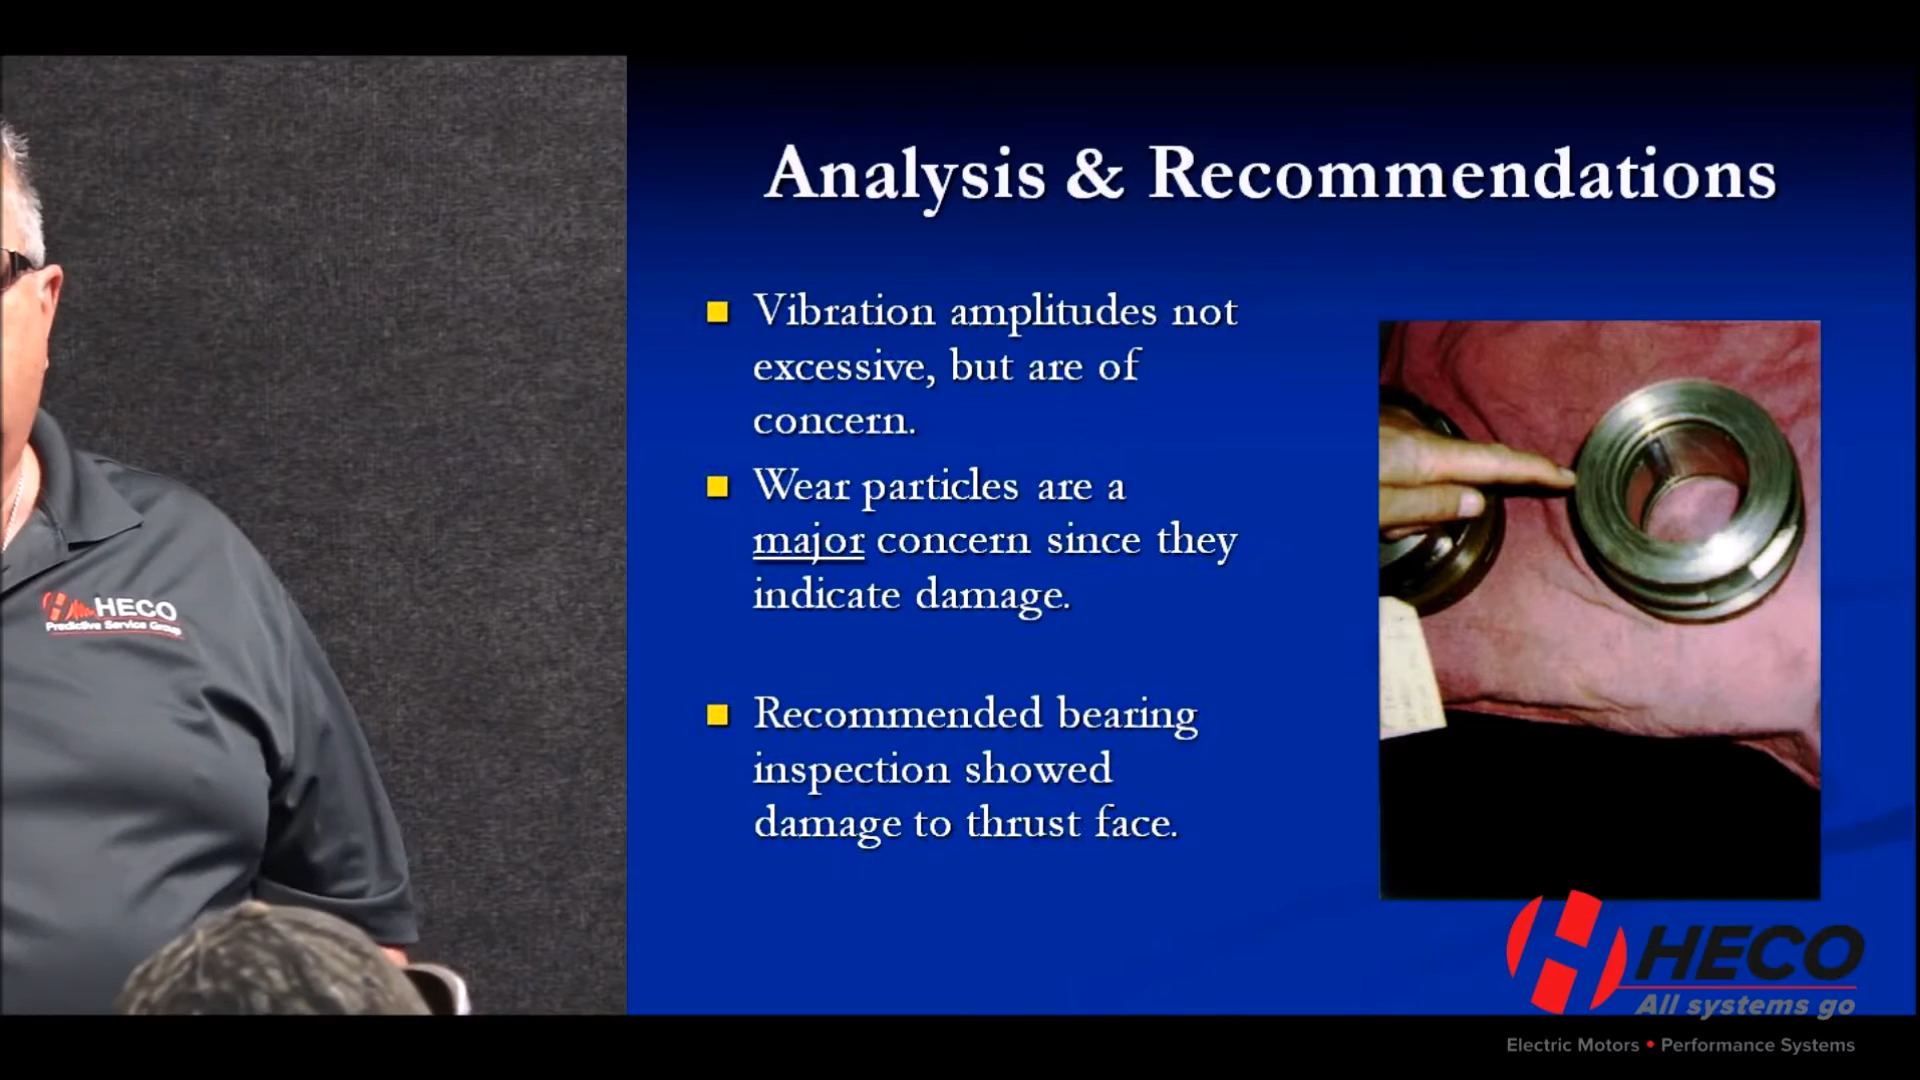 Analysis & Recommendations
Vibration amplitudes not
excessive, but are of
concern.
Wear particles are a
major concern since they
indicate damage.
Recommended bearing
inspection showed
damage to thrust face.
HECO
Predictive Service Group
HECO
All systems go
Electric Motors • Performance Systems